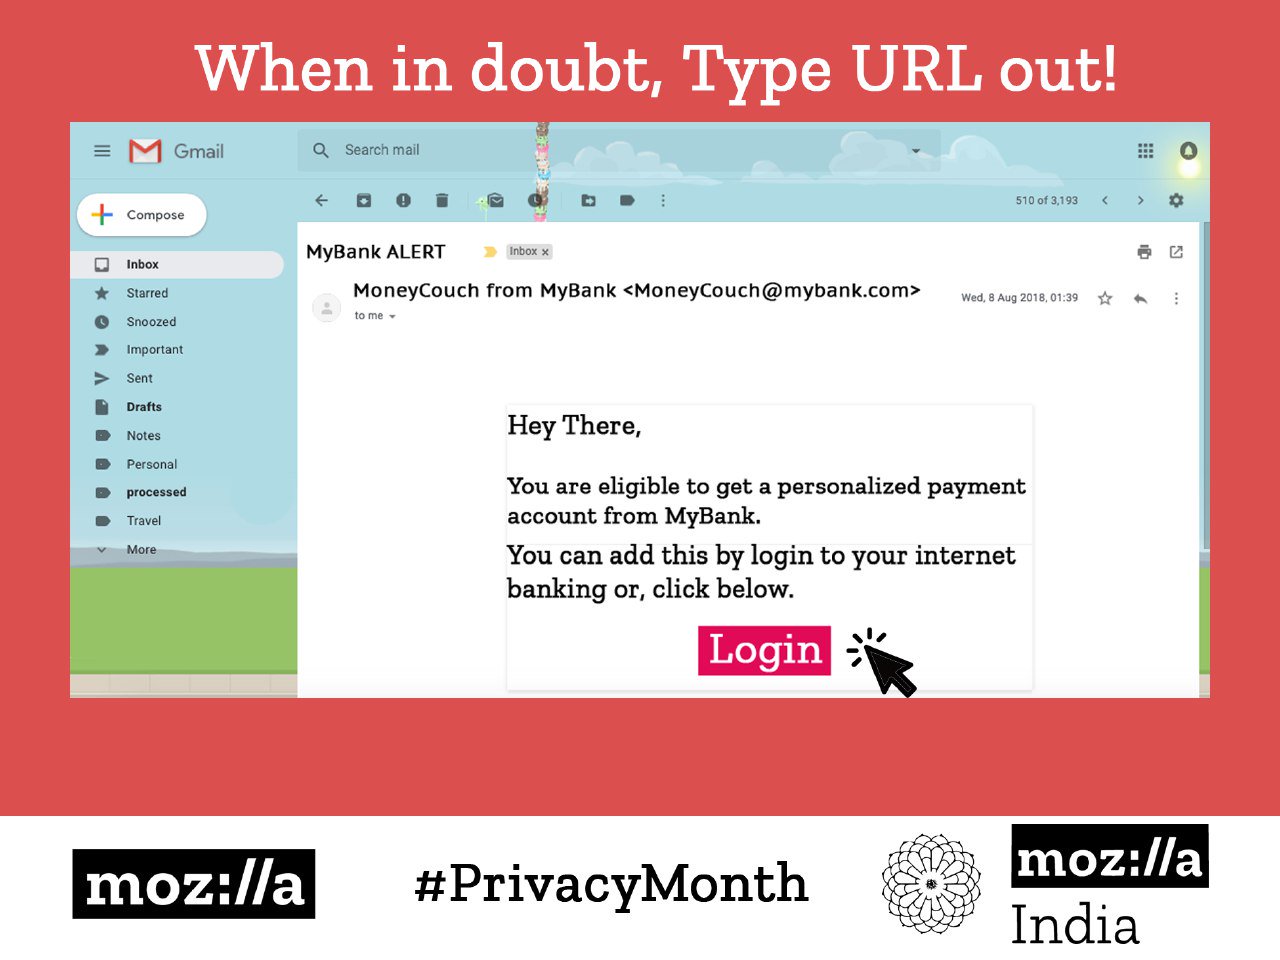 When in doubt, Type URL out!
Gmail
Search mail
Compose
510 of 3,193
Inbox
Starred
Snoozed
Important
Sent
Drafts
Notes
Personal
processed
Travel
More
MyBank ALERT
Inbox x
MoneyCouch from MyBank <MoneyCouch@mybank.com>
Wed, 8 Aug 2018, 01:39
to me
Hey There,
You are eligible to get a personalized payment
account from MyBank.
You can add this by login to your internet
banking or, click below.
Login
moz://a
#PrivacyMonth
moz://a
India